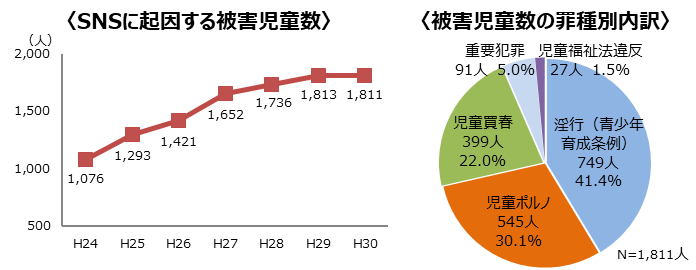 〈SNSに起因する被害児童数〉
(人)
2,000
1,500
1,000
500
1,076
1,293
1,421
1,652
1,736
1,813
1,811
H24
H25
H26
H27
H28
H29
H30
〈被害児童数の罪種別内訳〉
重要犯罪
91人 5.0%
児童福祉法違反
27人 1.5%
淫行（青少年
育成条例）
749人
41.4%
児童買春
399人
22.0%
児童ポルノ
545人
30.1%
N=1,811人